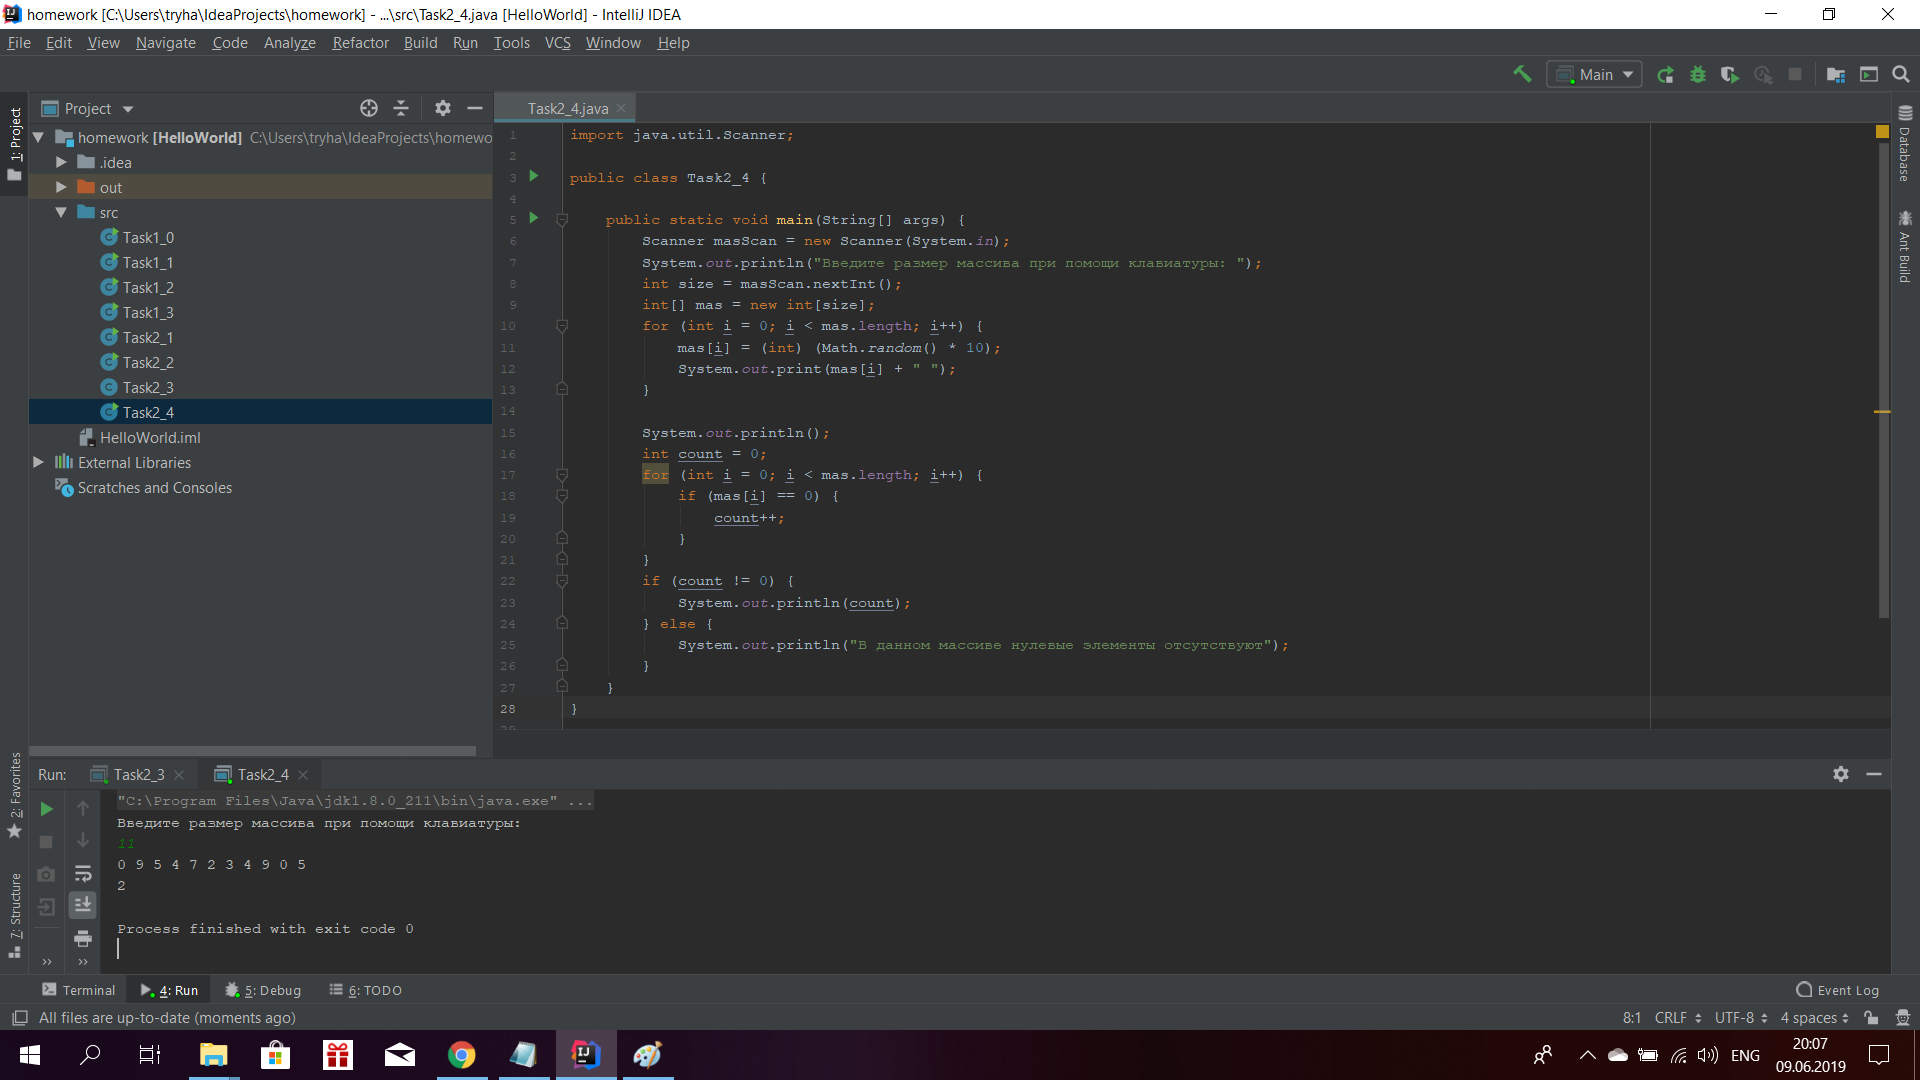 homework [C:\Users\tryha\IdeaProjects\homework] - ...\src\Task2_4.java [HelloWorld] - IntelliJ IDEA
File Edit View Navigate Code Analyze Refactor Build Run Tools VCS Window Help
Main
1: Project
Project
homework [HelloWorld] C:\Users\tryha\IdeaProjects\homewo
.idea
out
src
Task1_0
Task1_1
Task1_2
Task1_3
Task2_1
Task2_2
Task2_3
Task2_4
HelloWorld.iml
External Libraries
Scratches and Consoles
Task2_4.java
1 import java.util.Scanner;
2
3 public class Task2_4 {
4
5 public static void main(String[] args) {
6 Scanner masScan = new Scanner(System.in);
7 System.out.println("Введите размер массива при помощи клавиатуры: ");
8 int size = masScan.nextInt();
9 int[] mas = new int[size];
10 for (int i = 0; i < mas.length; i++) {
11 mas[i] = (int) (Math.random() * 10);
12 System.out.print(mas[i] + " ");
13 }
14
15 System.out.println();
16 int count = 0;
17 for (int i = 0; i < mas.length; i++) {
18 if (mas[i] == 0) {
19 count++;
20 }
21 }
22 if (count != 0) {
23 System.out.println(count);
24 } else {
25 System.out.println("В данном массиве нулевые элементы отсутствуют");
26 }
27 }
28 }
Database
Ant Build
2: Favorites
7: Structure
Run: Task2_3 Task2_4
"C:\Program Files\Java\jdk1.8.0_211\bin\java.exe" ...
Введите размер массива при помощи клавиатуры:
11
0 9 5 4 7 2 3 4 9 0 5
2
Process finished with exit code 0
Terminal 4: Run 5: Debug 6: TODO Event Log
All files are up-to-date (moments ago) 8:1 CRLF UTF-8 4 spaces
ENG 20:07
09.06.2019